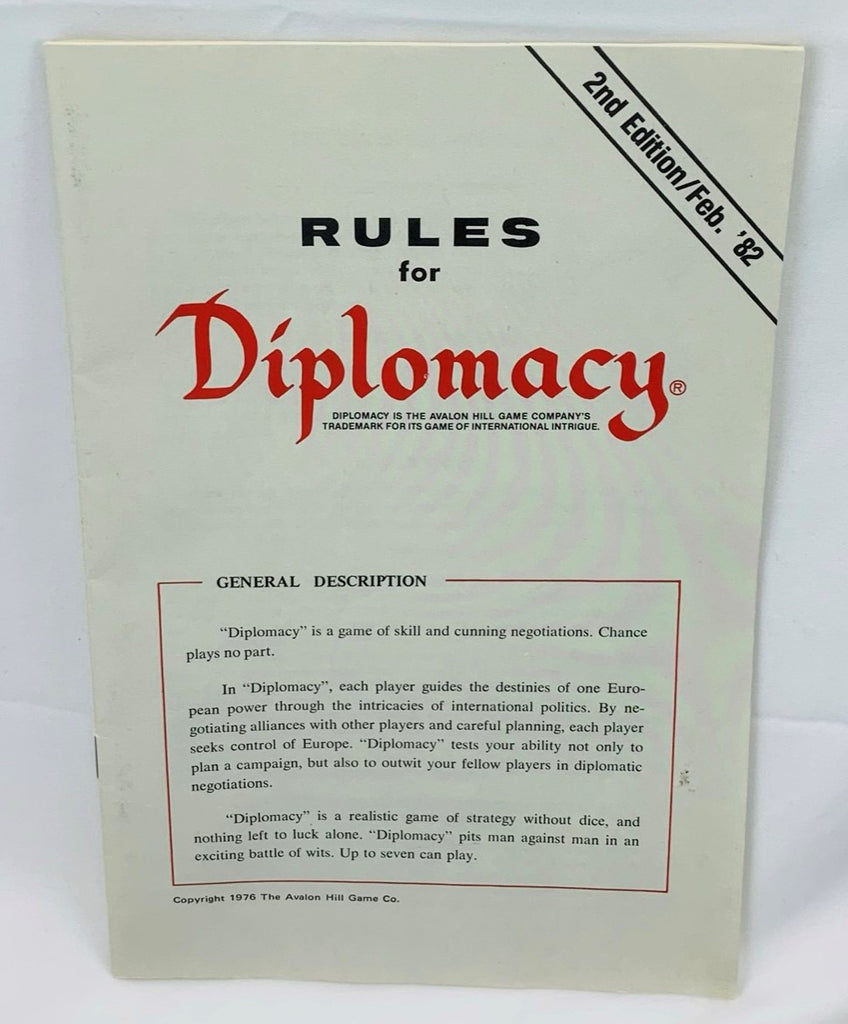 2nd Edition/Feb. '82
RULES
for
Diplomacy®
DIPLOMACY IS THE AVALON HILL GAME COMPANY'S
TRADEMARK FOR ITS GAME OF INTERNATIONAL INTRIGUE.
GENERAL DESCRIPTION
"Diplomacy" is a game of skill and cunning negotiations. Chance
plays no part.
In "Diplomacy", each player guides the destinies of one Euro-
pean power through the intricacies of international politics. By ne-
gotiating alliances with other players and careful planning, each player
seeks control of Europe. "Diplomacy" tests your ability not only to
plan a campaign, but also to outwit your fellow players in diplomatic
negotiations.
"Diplomacy" is a realistic game of strategy without dice, and
nothing left to luck alone. "Diplomacy" pits man against man in an
exciting battle of wits. Up to seven can play.
Copyright 1976 The Avalon Hill Game Co.